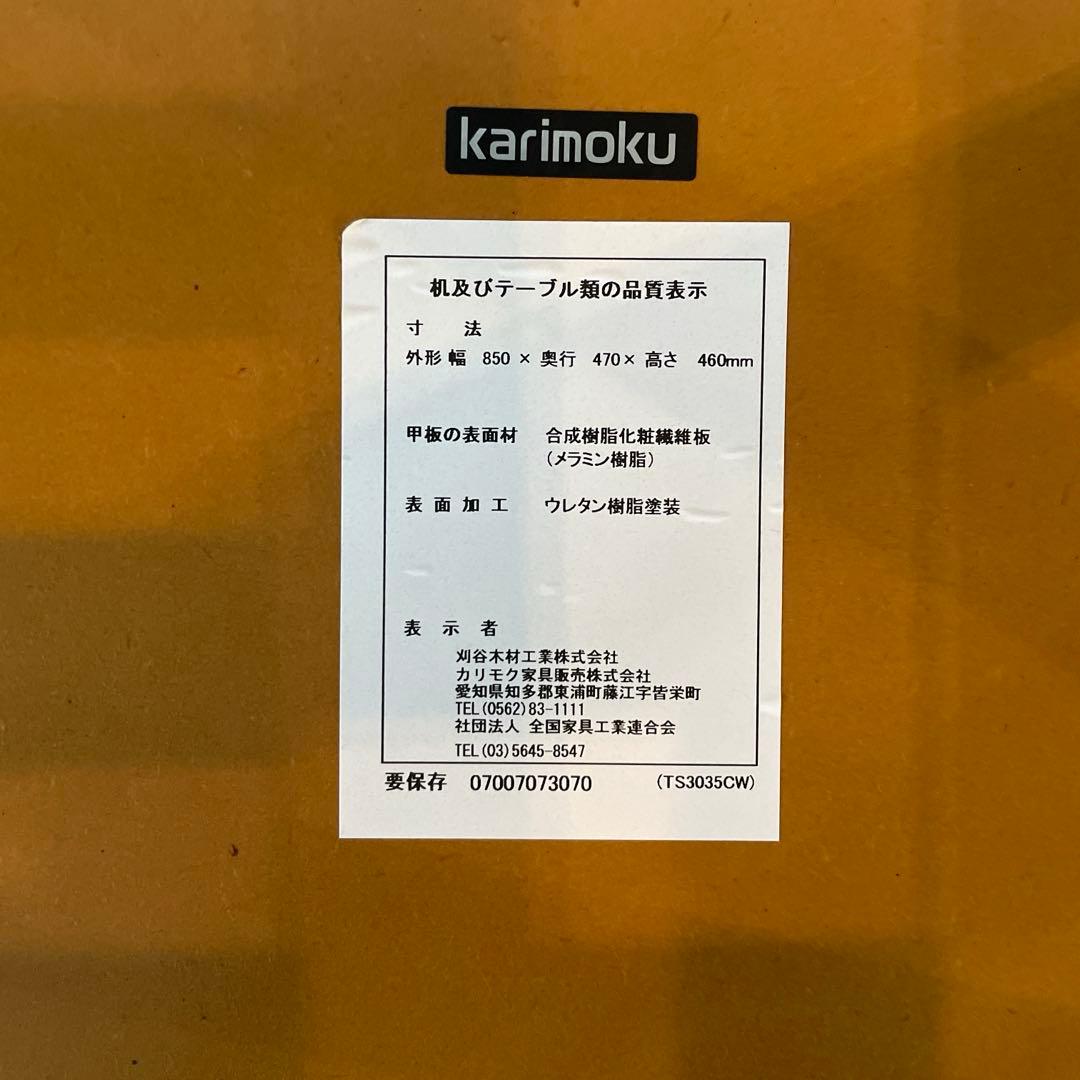 karimoku
机及びテーブル類の品質表示
寸 法
外形 幅 850 × 奥行 470× 高さ 460mm
甲板の表面材 合成樹脂化粧繊維板
(メラミン樹脂)
表 面 加 工 ウレタン樹脂塗装
表 示 者
刈谷木材工業株式会社
カリモク家具販売株式会社
愛知県知多郡東浦町藤江字皆栄町
TEL(0562)83-1111
社団法人 全国家具工業連合会
TEL(03)5645-8547
要保存 07007073070 (TS3035CW)